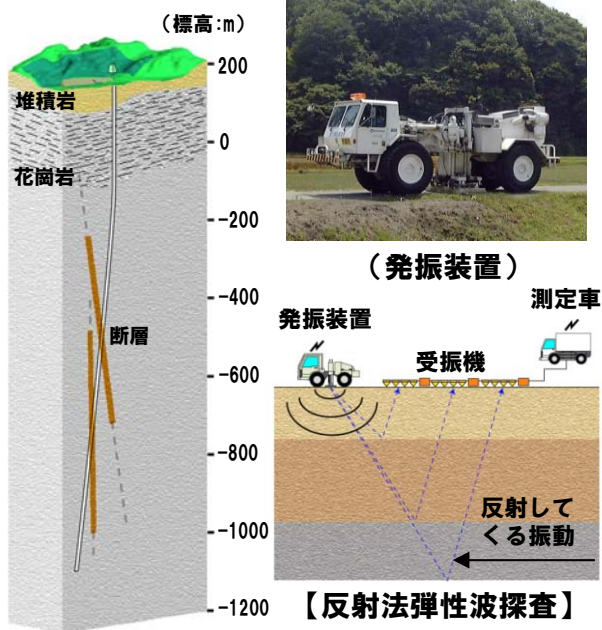 (標高:m)
200
堆積岩
0
花崗岩
-200
-400
断層
-600
-800
-1000
-1200
(発振装置)
発振装置
測定車
受振機
反射して
くる振動
【反射法弾性波探査】